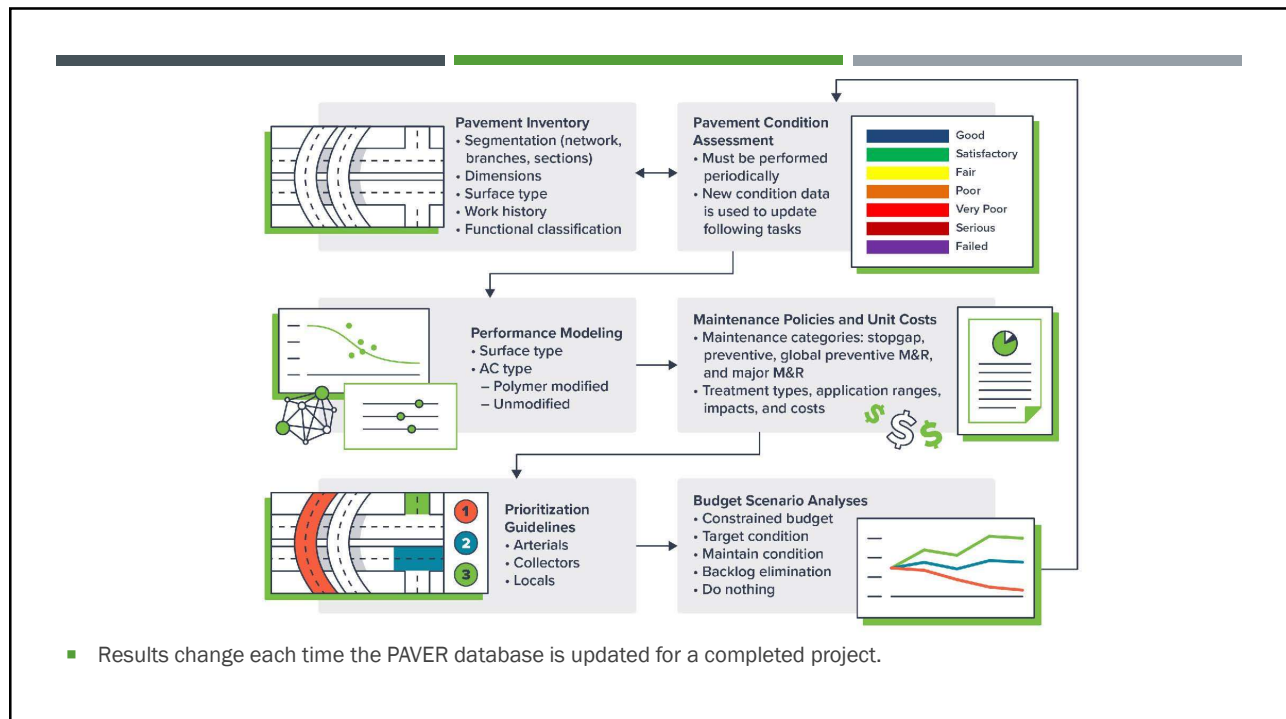 Pavement Inventory
• Segmentation (network,
branches, sections)
• Dimensions
• Surface type
• Work history
• Functional classification
Pavement Condition
Assessment
• Must be performed
periodically
• New condition data
is used to update
following tasks
Good
Satisfactory
Fair
Poor
Very Poor
Serious
Failed
Performance Modeling
• Surface type
• AC type
– Polymer modified
– Unmodified
Maintenance Policies and Unit Costs
• Maintenance categories: stopgap,
preventive, global preventive M&R,
and major M&R
• Treatment types, application ranges,
impacts, and costs
$ $ $
1
2
3
Prioritization
Guidelines
• Arterials
• Collectors
• Locals
Budget Scenario Analyses
• Constrained budget
• Target condition
• Maintain condition
• Backlog elimination
• Do nothing
▪ Results change each time the PAVER database is updated for a completed project.